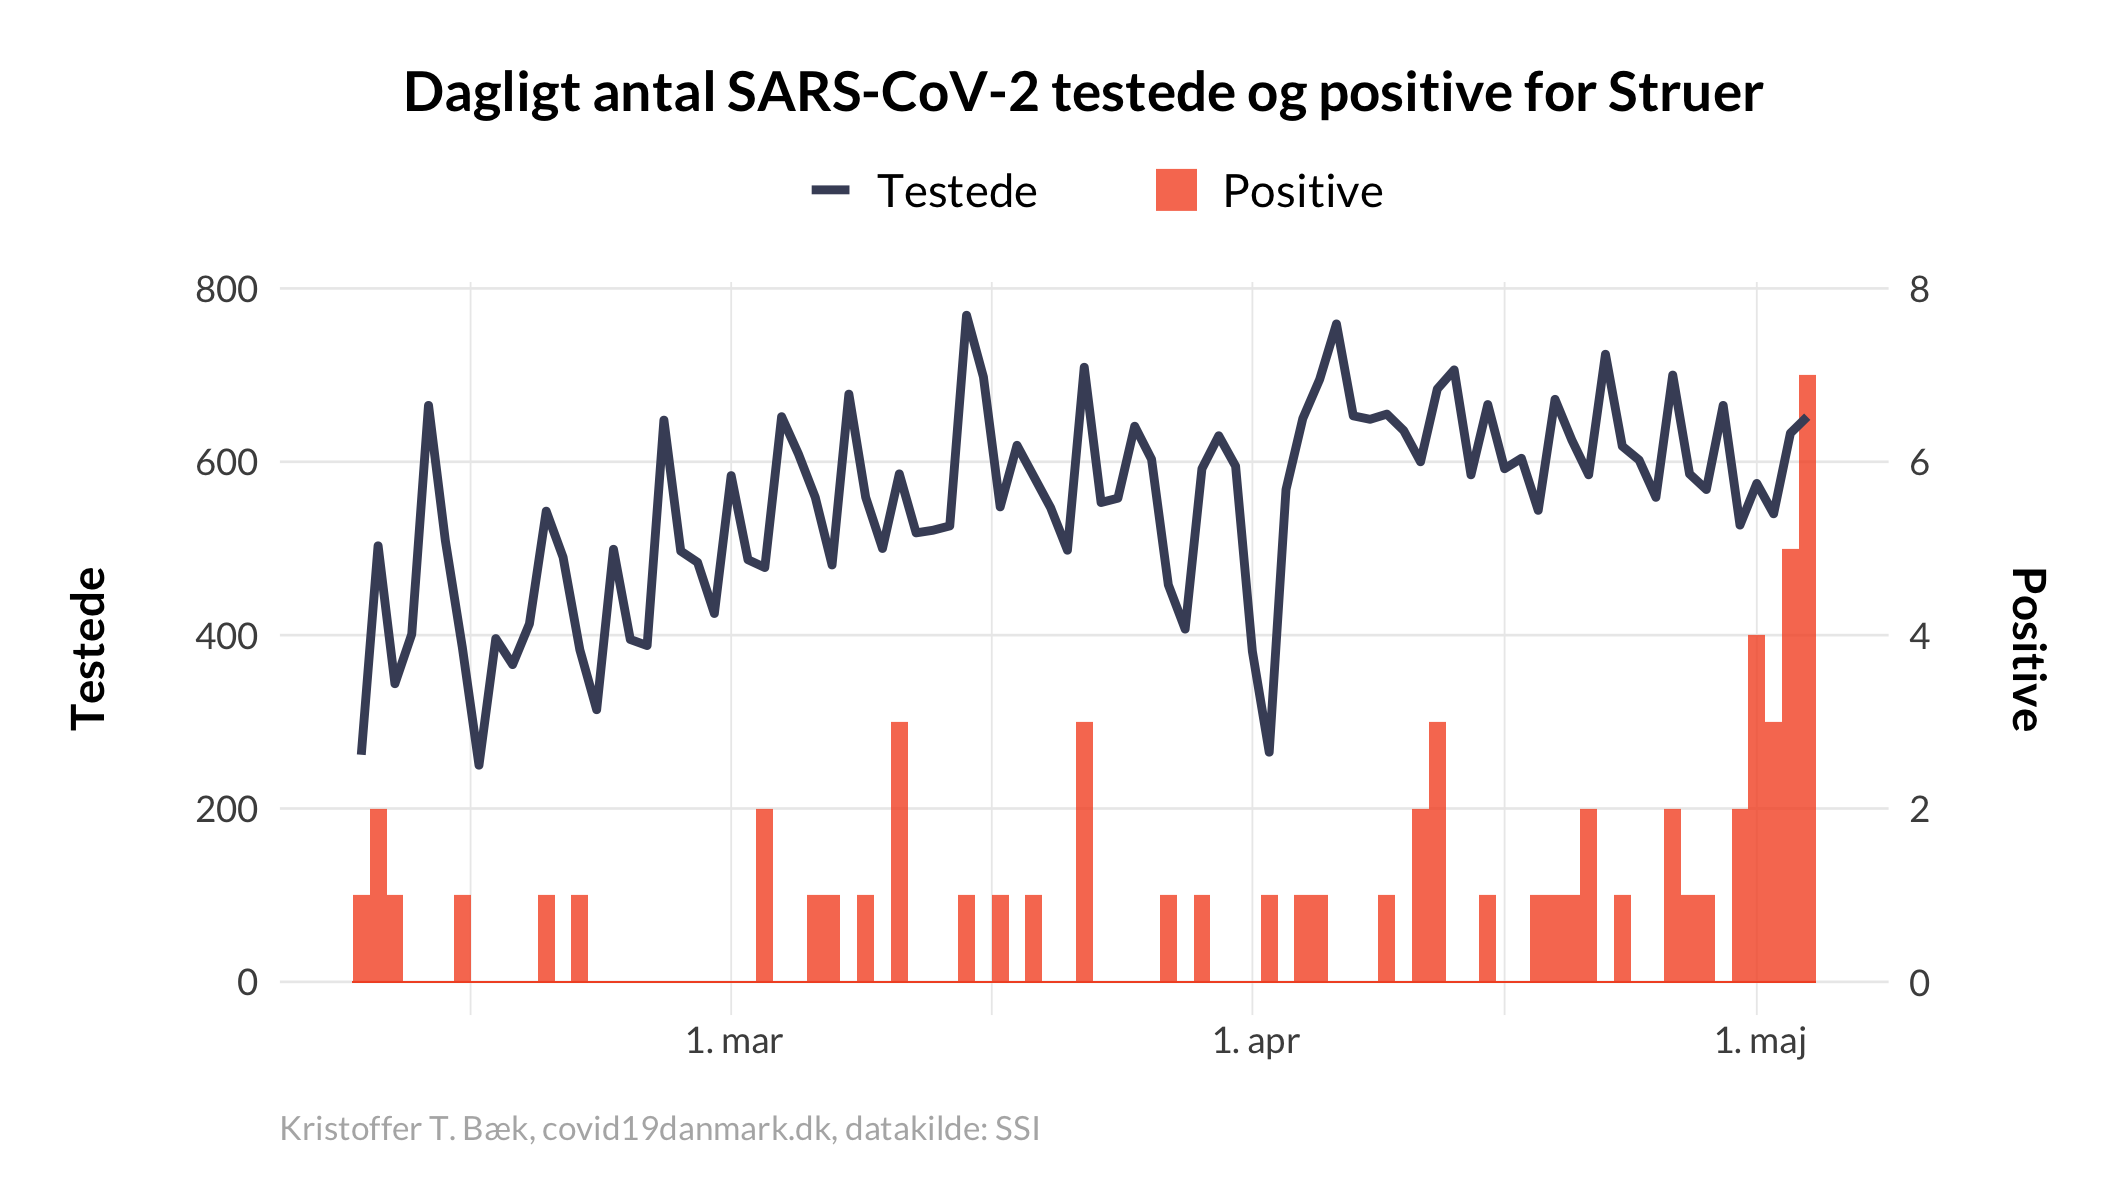 Dagligt antal SARS-CoV-2 testede og positive for Struer
Testede Positive
800 8
600 6
400 4
200 2
0 0
Testede
Positive
1. mar 1. apr 1. maj
Kristoffer T. Bæk, covid19danmark.dk, datakilde: SSI